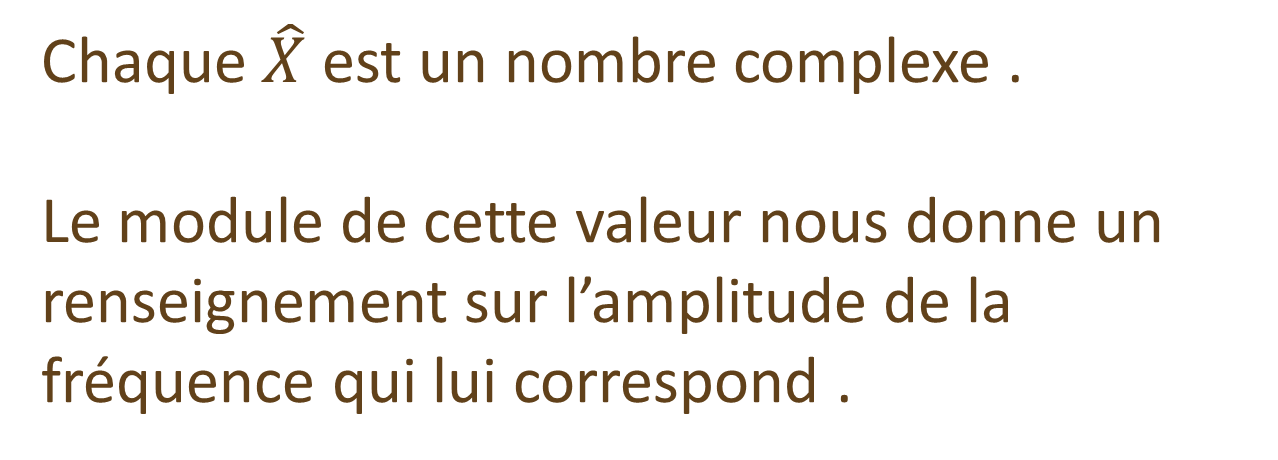 Chaque X̂ est un nombre complexe .
Le module de cette valeur nous donne un
renseignement sur l’amplitude de la
fréquence qui lui correspond .